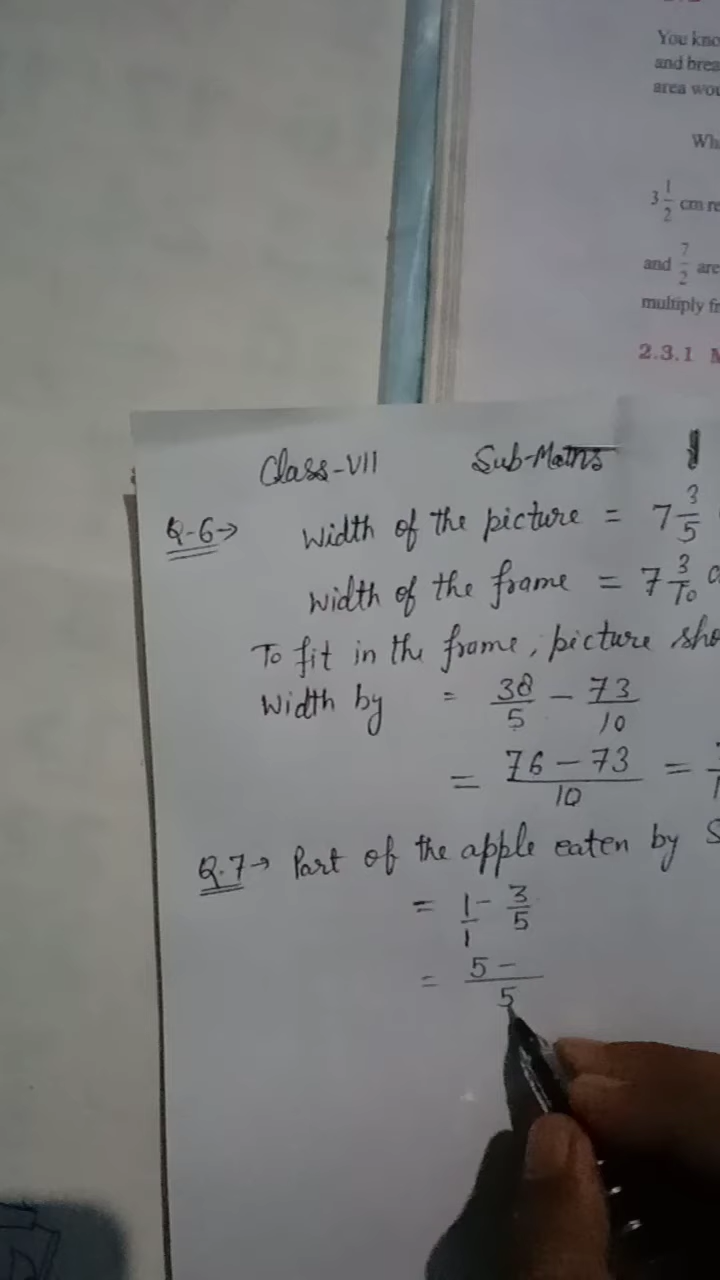 You kno
and brea
area wou
Wh
3 1/2 cm re
and 7/2 are
multiply fr
2.3.1
Class-VII Sub-Maths
Q-6→ Width of the picture = 7 3/5
Width of the frame = 7 3/10 c
To fit in the frame, picture sho
Width by = 38/5 - 73/10
= 76-73/10 =
Q.7→ Part of the apple eaten by S
= 1/1 - 3/5
= 5-/5